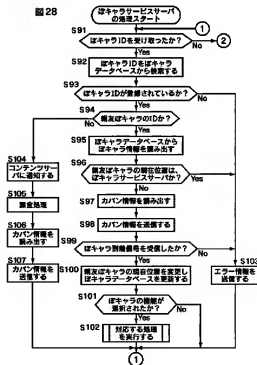 図28
ぽキャラサービスサーバ
の処理スタート
1
S91
ぽキャラIDを受け取ったか？
No
2
Yes
S92
ぽキャラIDをぽキャラ
データベースから検索する
S93
ぽキャラIDが登録されているか？
No
S94
Yes
親友ぽキャラのIDか？
No
S95
Yes
ぽキャラデータベースから
ぽキャラ情報を読み出す
S96
親友ぽキャラの現在位置は、
ぽキャラサービスサーバか？
Yes
S97
No
カバン情報を読み出す
S98
カバン情報を送信する
S99
ぽキャラ到着信号を受信したか？
No
S100
Yes
親友ぽキャラの現在位置を変更し
ぽキャラデータベースを更新する
S101
ぽキャラの機能が
選択されたか？
No
Yes
S102
対応する処理
を実行する
1
S103
エラー情報を
送信する
S104
コンテンツサー
バに通知する
S105
課金処理
S106
カバン情報を
読み出す
S107
カバン情報を
送信する